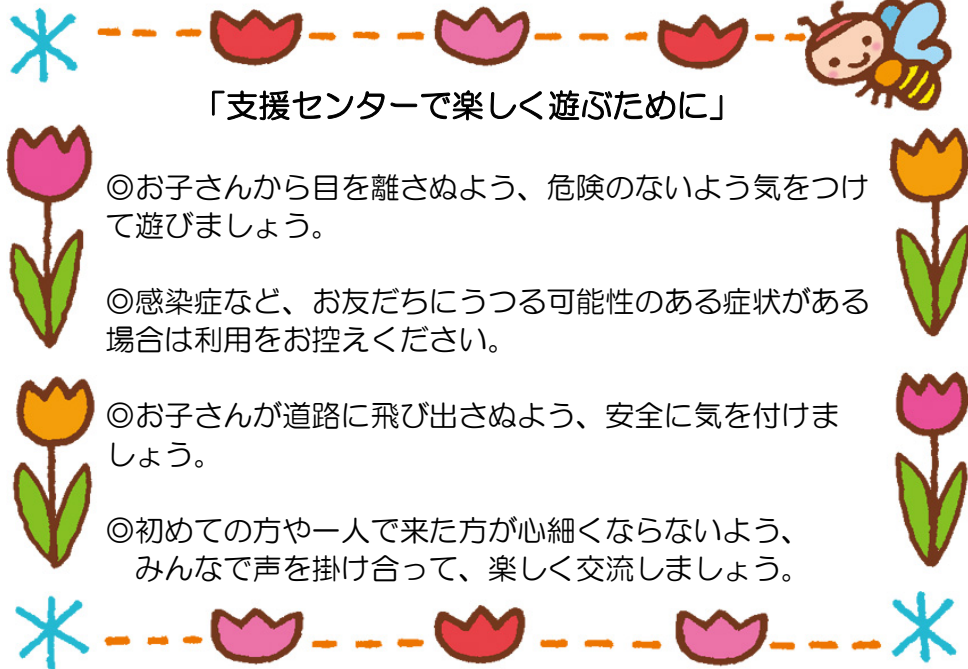 「支援センターで楽しく遊ぶために」
◎お子さんから目を離さぬよう、危険のないよう気をつけ
て遊びましょう。
◎感染症など、お友だちにうつる可能性のある症状がある
場合は利用をお控えください。
◎お子さんが道路に飛び出さぬよう、安全に気を付けま
しょう。
◎初めての方や一人で来た方が心細くならないよう、
みんなで声を掛け合って、楽しく交流しましょう。